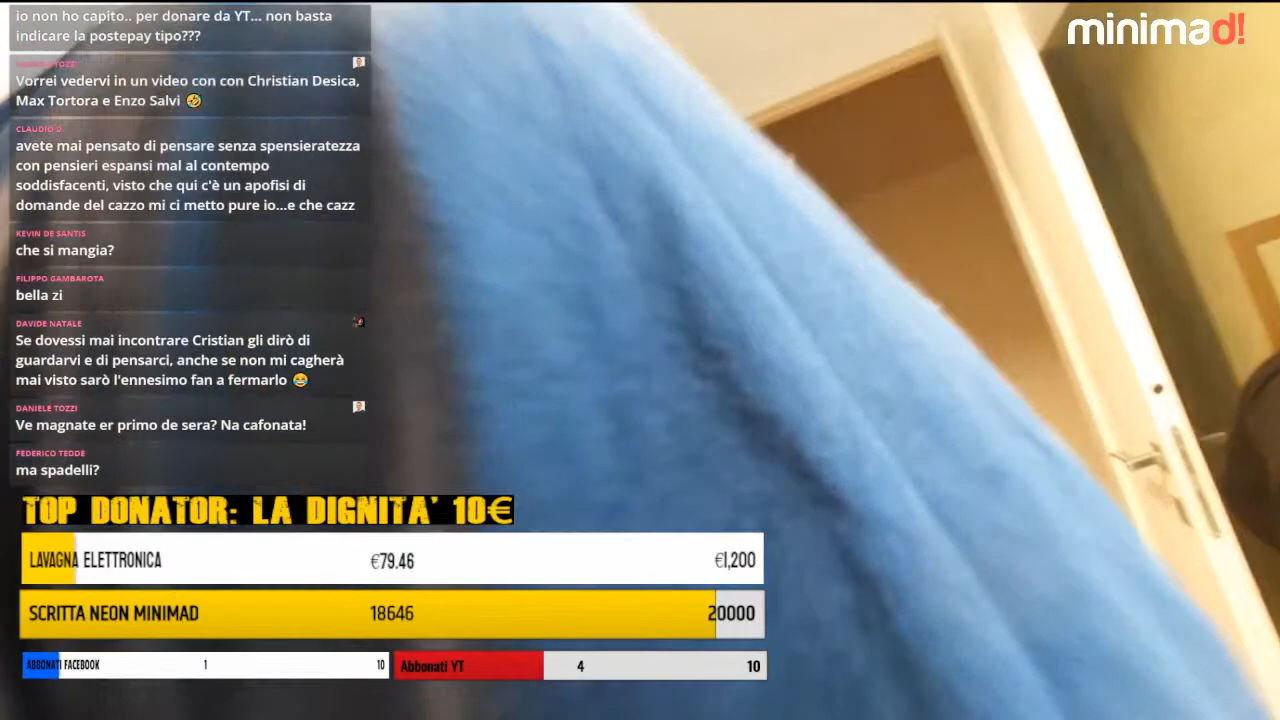 minimad!
io non ho capito.. per donare da YT... non basta
indicare la postepay tipo???
Vorrei vedervi in un video con con Christian Desica,
Max Tortora e Enzo Salvi 🤣
CLAUDIO D.
avete mai pensato di pensare senza spensieratezza
con pensieri espansi mal al contempo
soddisfacenti, visto che qui c'è un apofisi di
domande del cazzo mi ci metto pure io...e che cazz
KEVIN DE SANTIS
che si mangia?
FILIPPO GAMBAROTA
bella zi
DAVIDE NATALE
Se dovessi mai incontrare Cristian gli dirò di
guardarvi e di pensarci, anche se non mi cagherà
mai visto sarò l'ennesimo fan a fermarlo 😂
DANIELE TOZZI
Ve magnate er primo de sera? Na cafonata!
FEDERICO TEDDE
ma spadelli?
TOP DONATOR: LA DIGNITA' 10€
LAVAGNA ELETTRONICA €79.46 €1,200
SCRITTA NEON MINIMAD 18646 20000
ABBONATI FACEBOOK 1 10 Abbonati YT 4 10